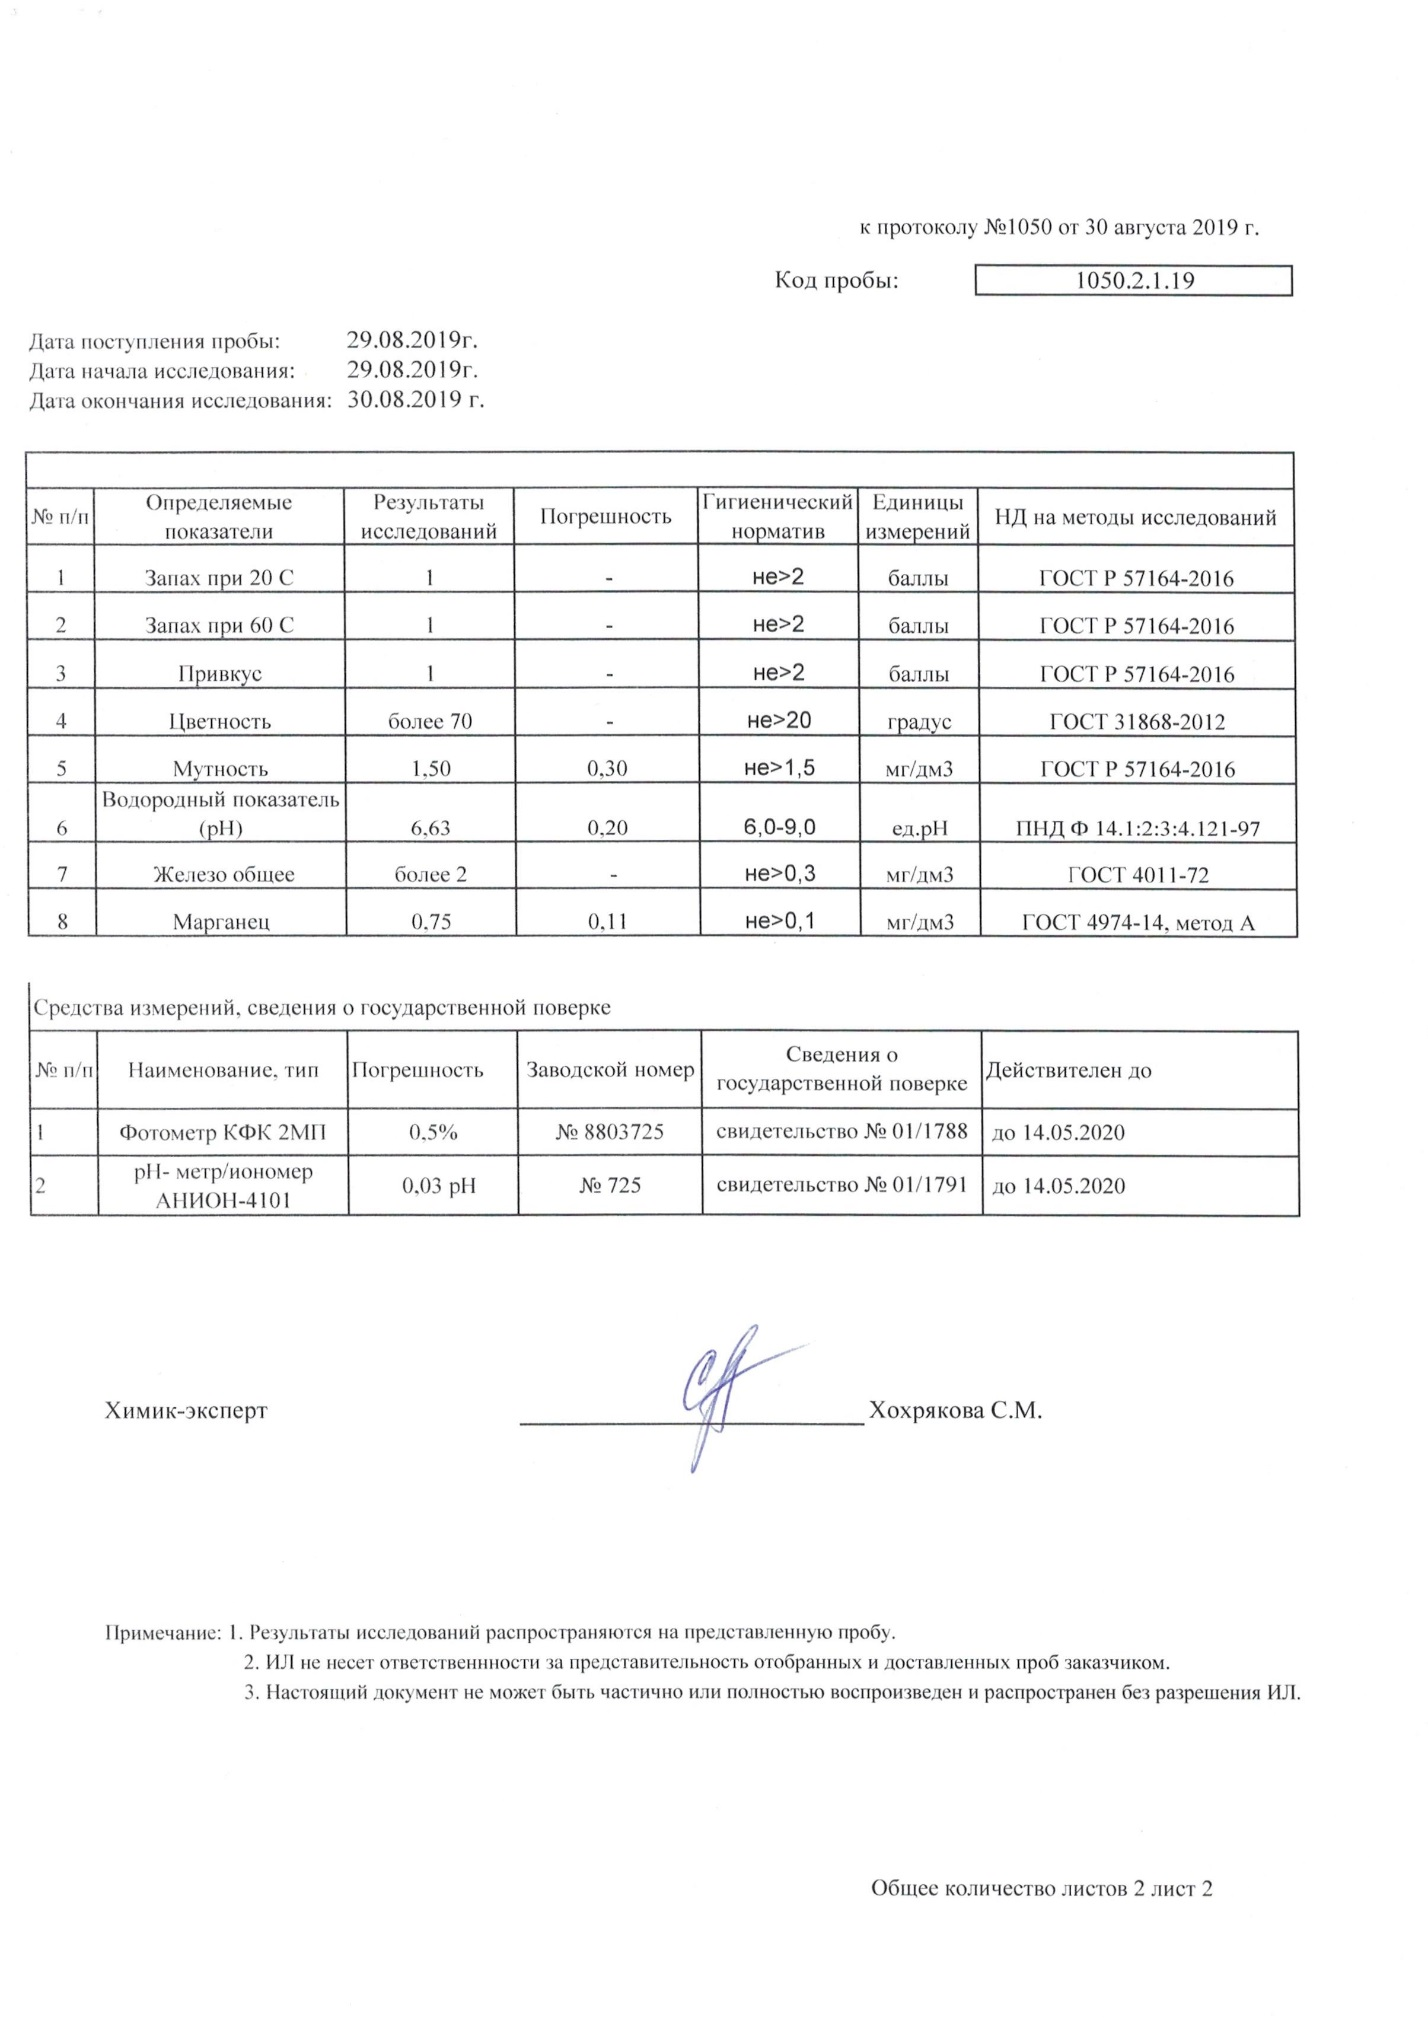 к протоколу №1050 от 30 августа 2019 г.
Код пробы: 1050.2.1.19
Дата поступления пробы: 29.08.2019г.
Дата начала исследования: 29.08.2019г.
Дата окончания исследования: 30.08.2019 г.
№ п/п Определяемые показатели Результаты исследований Погрешность Гигиенический норматив Единицы измерений НД на методы исследований
1 Запах при 20 С 1 - не>2 баллы ГОСТ Р 57164-2016
2 Запах при 60 С 1 - не>2 баллы ГОСТ Р 57164-2016
3 Привкус 1 - не>2 баллы ГОСТ Р 57164-2016
4 Цветность более 70 - не>20 градус ГОСТ 31868-2012
5 Мутность 1,50 0,30 не>1,5 мг/дм3 ГОСТ Р 57164-2016
6 Водородный показатель (рН) 6,63 0,20 6,0-9,0 ед.рН ПНД Ф 14.1:2:3:4.121-97
7 Железо общее более 2 - не>0,3 мг/дм3 ГОСТ 4011-72
8 Марганец 0,75 0,11 не>0,1 мг/дм3 ГОСТ 4974-14, метод А
Средства измерений, сведения о государственной поверке
№ п/п Наименование, тип Погрешность Заводской номер Сведения о государственной поверке Действителен до
1 Фотометр КФК 2МП 0,5% № 8803725 свидетельство № 01/1788 до 14.05.2020
2 рН- метр/иономер АНИОН-4101 0,03 рН № 725 свидетельство № 01/1791 до 14.05.2020
Химик-эксперт Хохрякова С.М.
Примечание: 1. Результаты исследований распространяются на представленную пробу.
2. ИЛ не несет ответственнности за представительность отобранных и доставленных проб заказчиком.
3. Настоящий документ не может быть частично или полностью воспроизведен и распространен без разрешения ИЛ.
Общее количество листов 2 лист 2